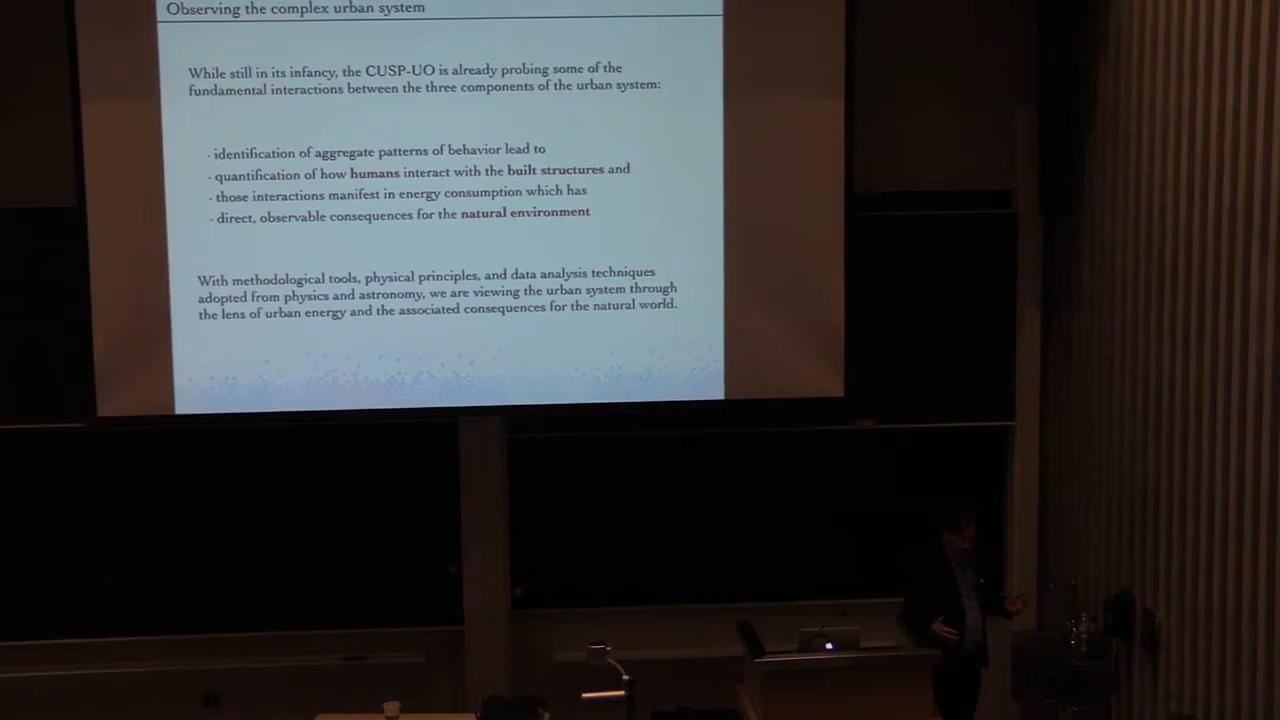 Observing the complex urban system
While still in its infancy, the CUSP-UO is already probing some of the
fundamental interactions between the three components of the urban system:
· identification of aggregate patterns of behavior lead to
· quantification of how humans interact with the built structures and
· those interactions manifest in energy consumption which has
· direct, observable consequences for the natural environment
With methodological tools, physical principles, and data analysis techniques
adopted from physics and astronomy, we are viewing the urban system through
the lens of urban energy and the associated consequences for the natural world.